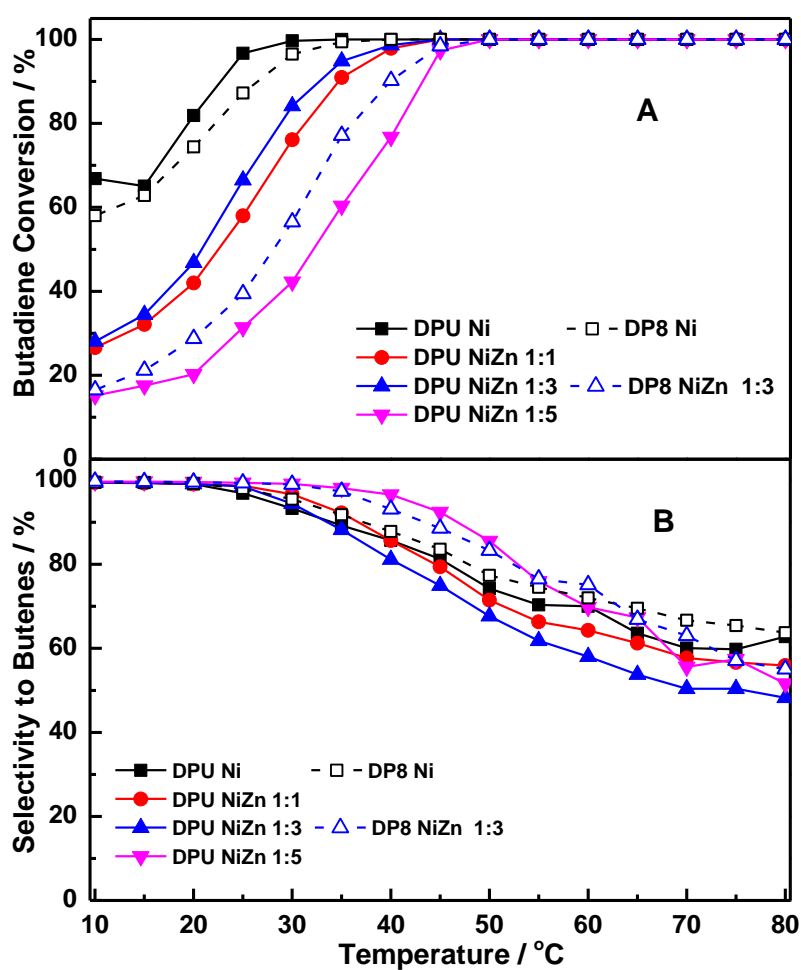 Butadiene Conversion / %
100
80
60
40
20
0
A
DPU Ni DP8 Ni
DPU NiZn 1:1
DPU NiZn 1:3 DP8 NiZn 1:3
DPU NiZn 1:5
Selectivity to Butenes / %
100
80
60
40
20
0
B
DPU Ni DP8 Ni
DPU NiZn 1:1
DPU NiZn 1:3 DP8 NiZn 1:3
DPU NiZn 1:5
10 20 30 40 50 60 70 80
Temperature / °C